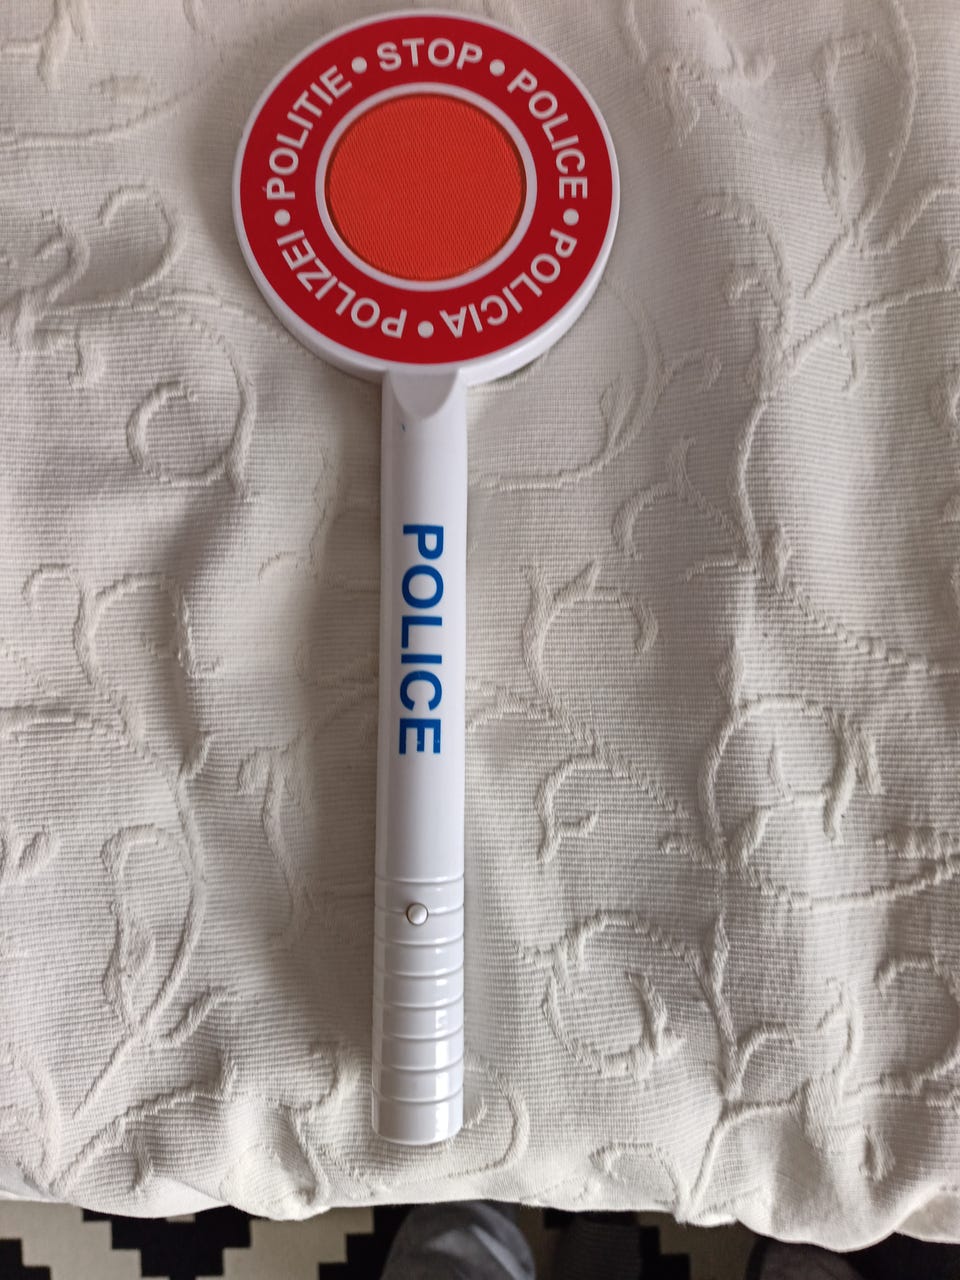 STOP • POLICE • POLICIA • POLIZEI • POLITIE •
POLICE